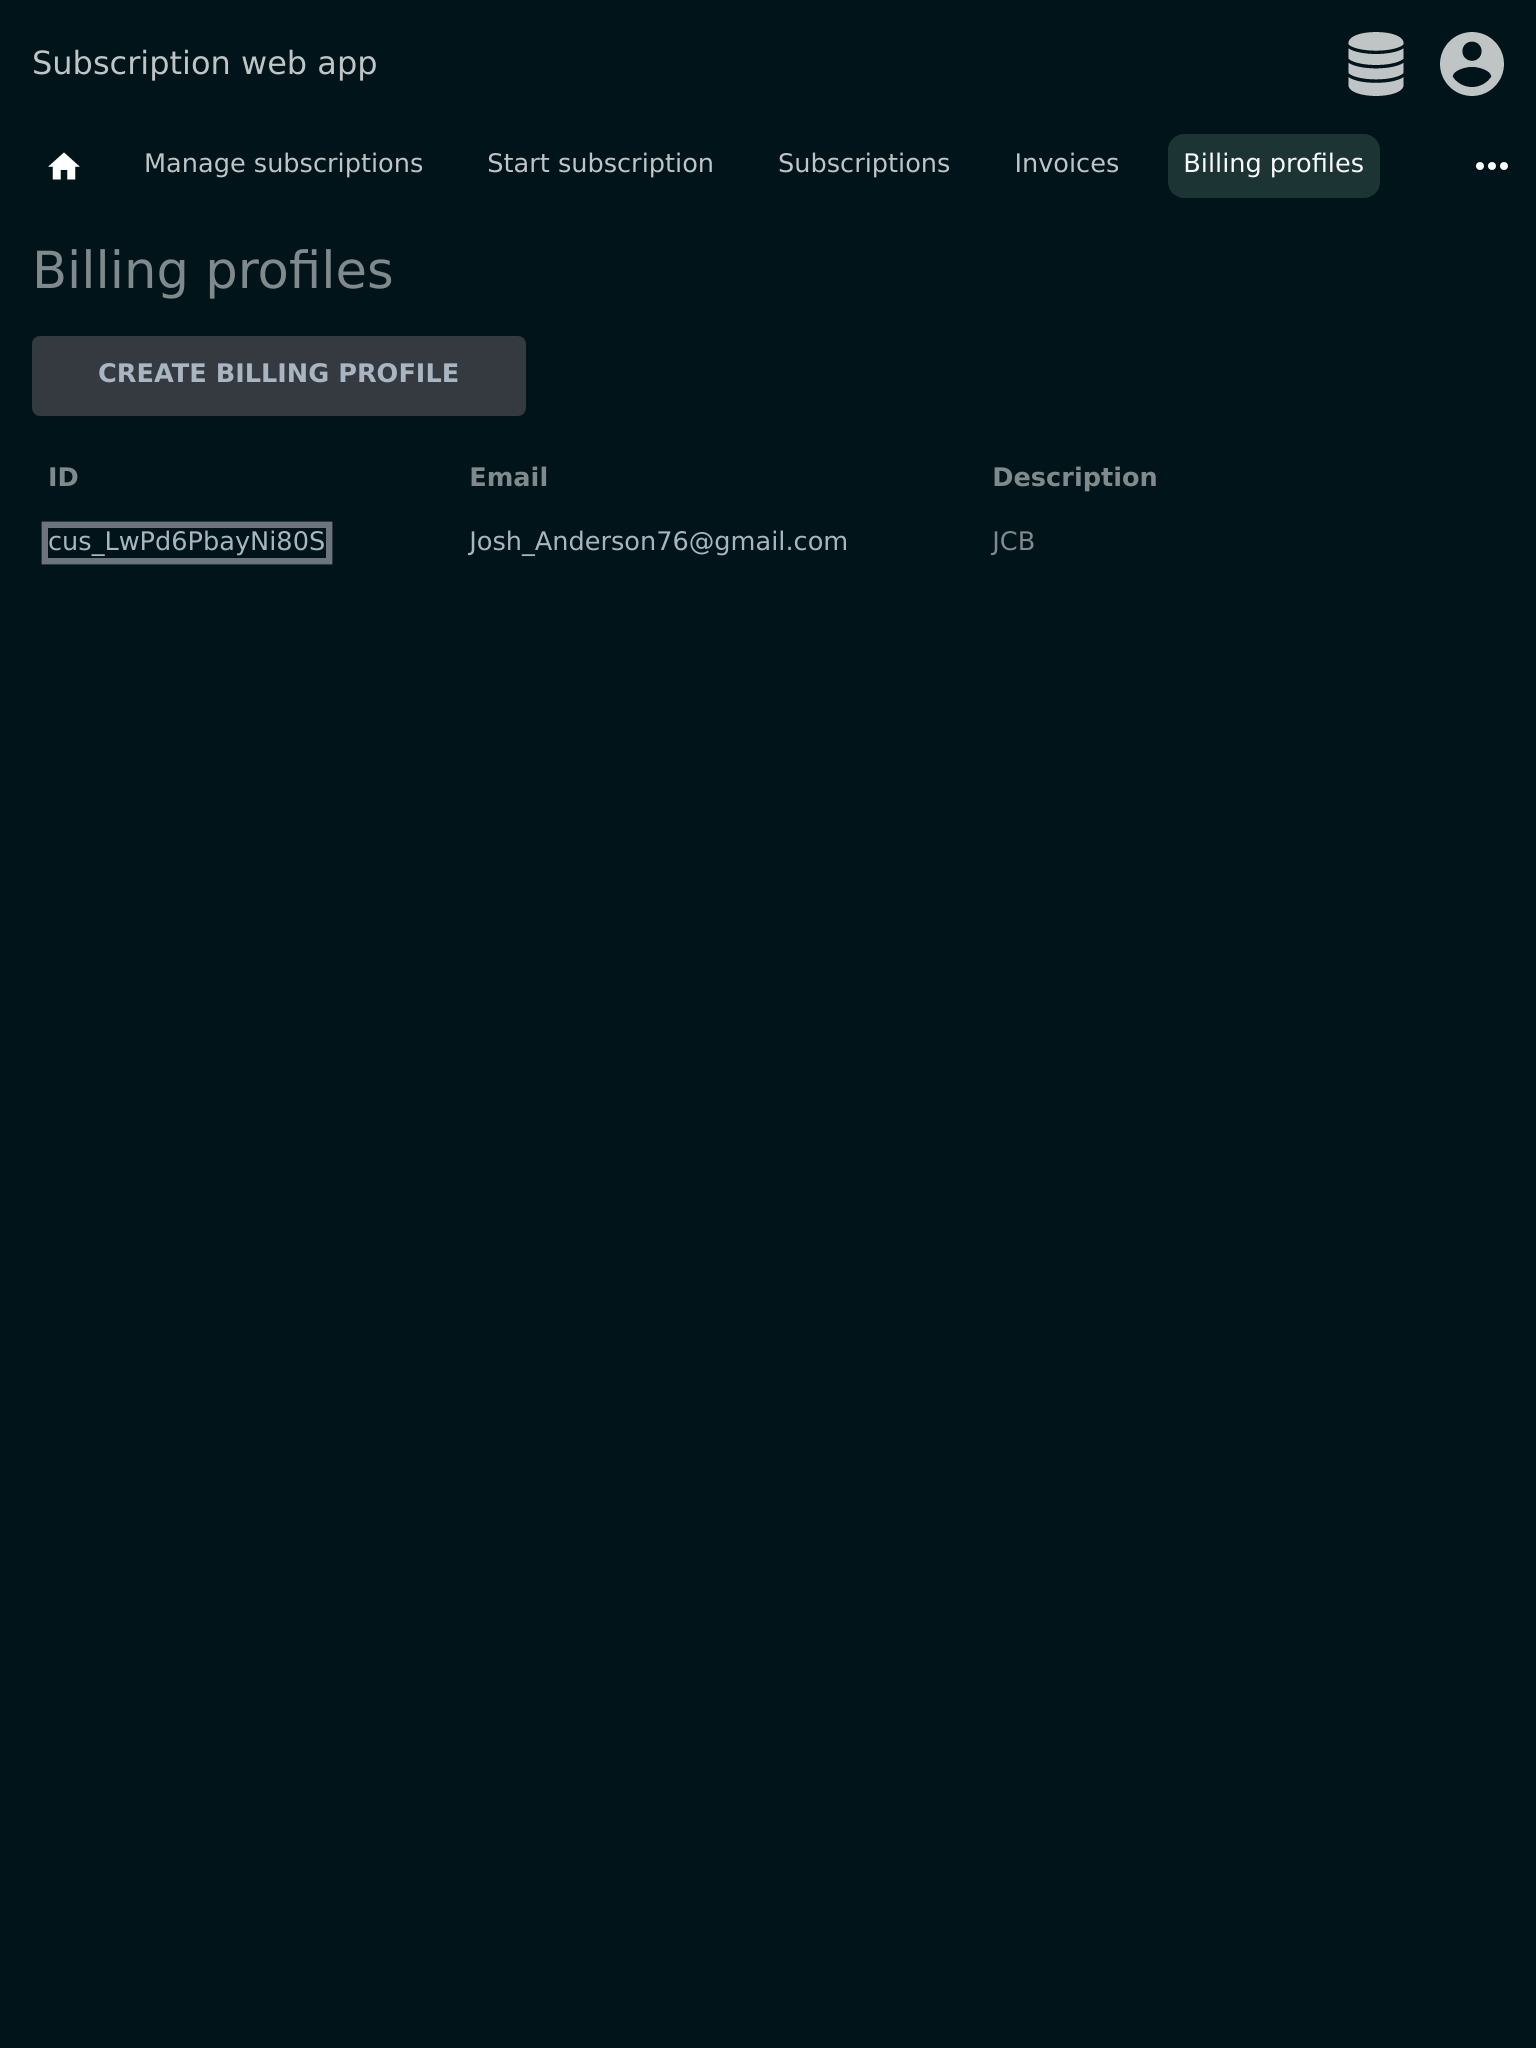 Subscription web app
Manage subscriptions Start subscription Subscriptions Invoices Billing profiles
Billing profiles
CREATE BILLING PROFILE
ID Email Description
cus_LwPd6PbayNi80S Josh_Anderson76@gmail.com JCB